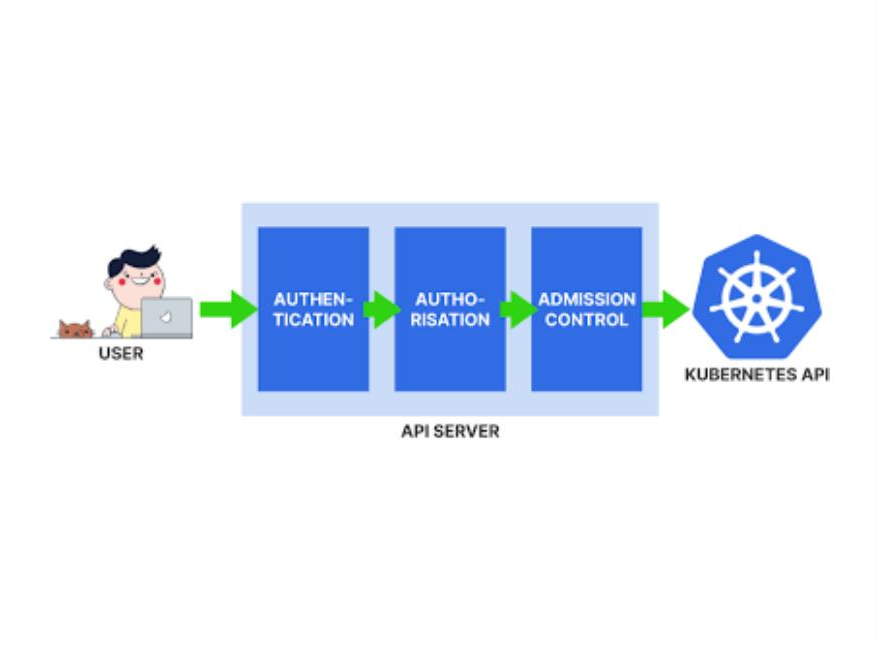 AUTHEN-
TICATION
AUTHO-
RISATION
ADMISSION
CONTROL
USER
KUBERNETES API
API SERVER